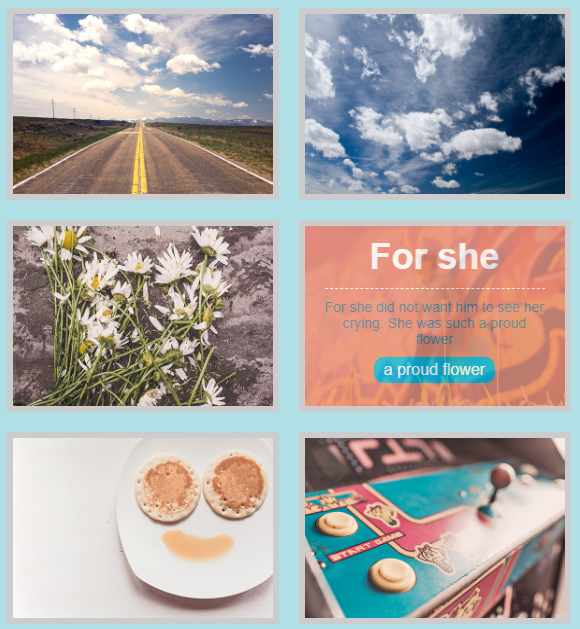 For she
For she did not want him to see her
crying. She was such a proud
flower
a proud flower
START GAME